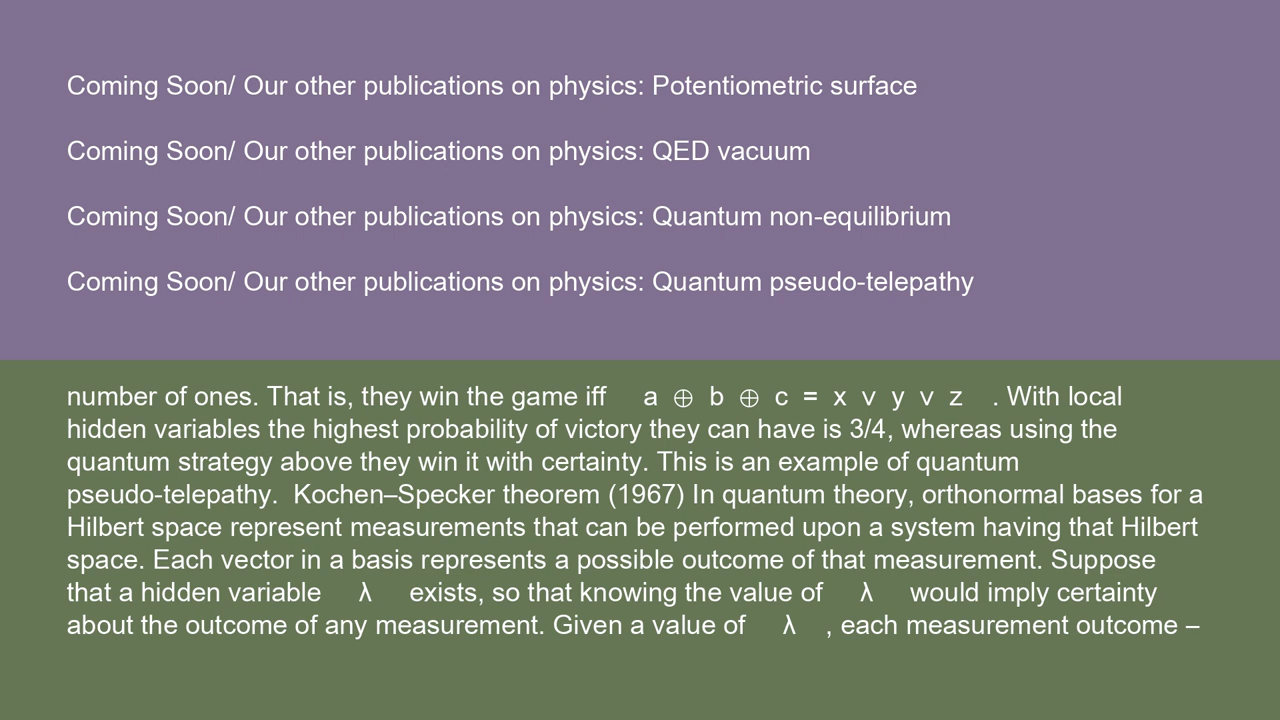 Coming Soon/ Our other publications on physics: Potentiometric surface
Coming Soon/ Our other publications on physics: QED vacuum
Coming Soon/ Our other publications on physics: Quantum non-equilibrium
Coming Soon/ Our other publications on physics: Quantum pseudo-telepathy
number of ones. That is, they win the game iff a ⊕ b ⊕ c = x ∨ y ∨ z . With local
hidden variables the highest probability of victory they can have is 3/4, whereas using the
quantum strategy above they win it with certainty. This is an example of quantum
pseudo-telepathy. Kochen–Specker theorem (1967) In quantum theory, orthonormal bases for a
Hilbert space represent measurements that can be performed upon a system having that Hilbert
space. Each vector in a basis represents a possible outcome of that measurement. Suppose
that a hidden variable λ exists, so that knowing the value of λ would imply certainty
about the outcome of any measurement. Given a value of λ , each measurement outcome –